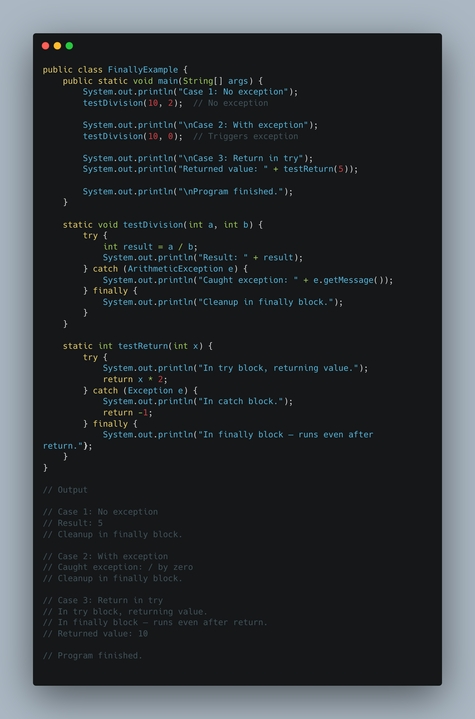 public class FinallyExample {
    public static void main(String[] args) {
        System.out.println("Case 1: No exception");
        testDivision(10, 2);  // No exception

        System.out.println("\nCase 2: With exception");
        testDivision(10, 0);  // Triggers exception

        System.out.println("\nCase 3: Return in try");
        System.out.println("Returned value: " + testReturn(5));

        System.out.println("\nProgram finished.");
    }

    static void testDivision(int a, int b) {
        try {
            int result = a / b;
            System.out.println("Result: " + result);
        } catch (ArithmeticException e) {
            System.out.println("Caught exception: " + e.getMessage());
        } finally {
            System.out.println("Cleanup in finally block.");
        }
    }

    static int testReturn(int x) {
        try {
            System.out.println("In try block, returning value.");
            return x * 2;
        } catch (Exception e) {
            System.out.println("In catch block.");
            return -1;
        } finally {
            System.out.println("In finally block – runs even after
return.");
        }
    }
}

// Output

// Case 1: No exception
// Result: 5
// Cleanup in finally block.

// Case 2: With exception
// Caught exception: / by zero
// Cleanup in finally block.

// Case 3: Return in try
// In try block, returning value.
// In finally block – runs even after return.
// Returned value: 10

// Program finished.